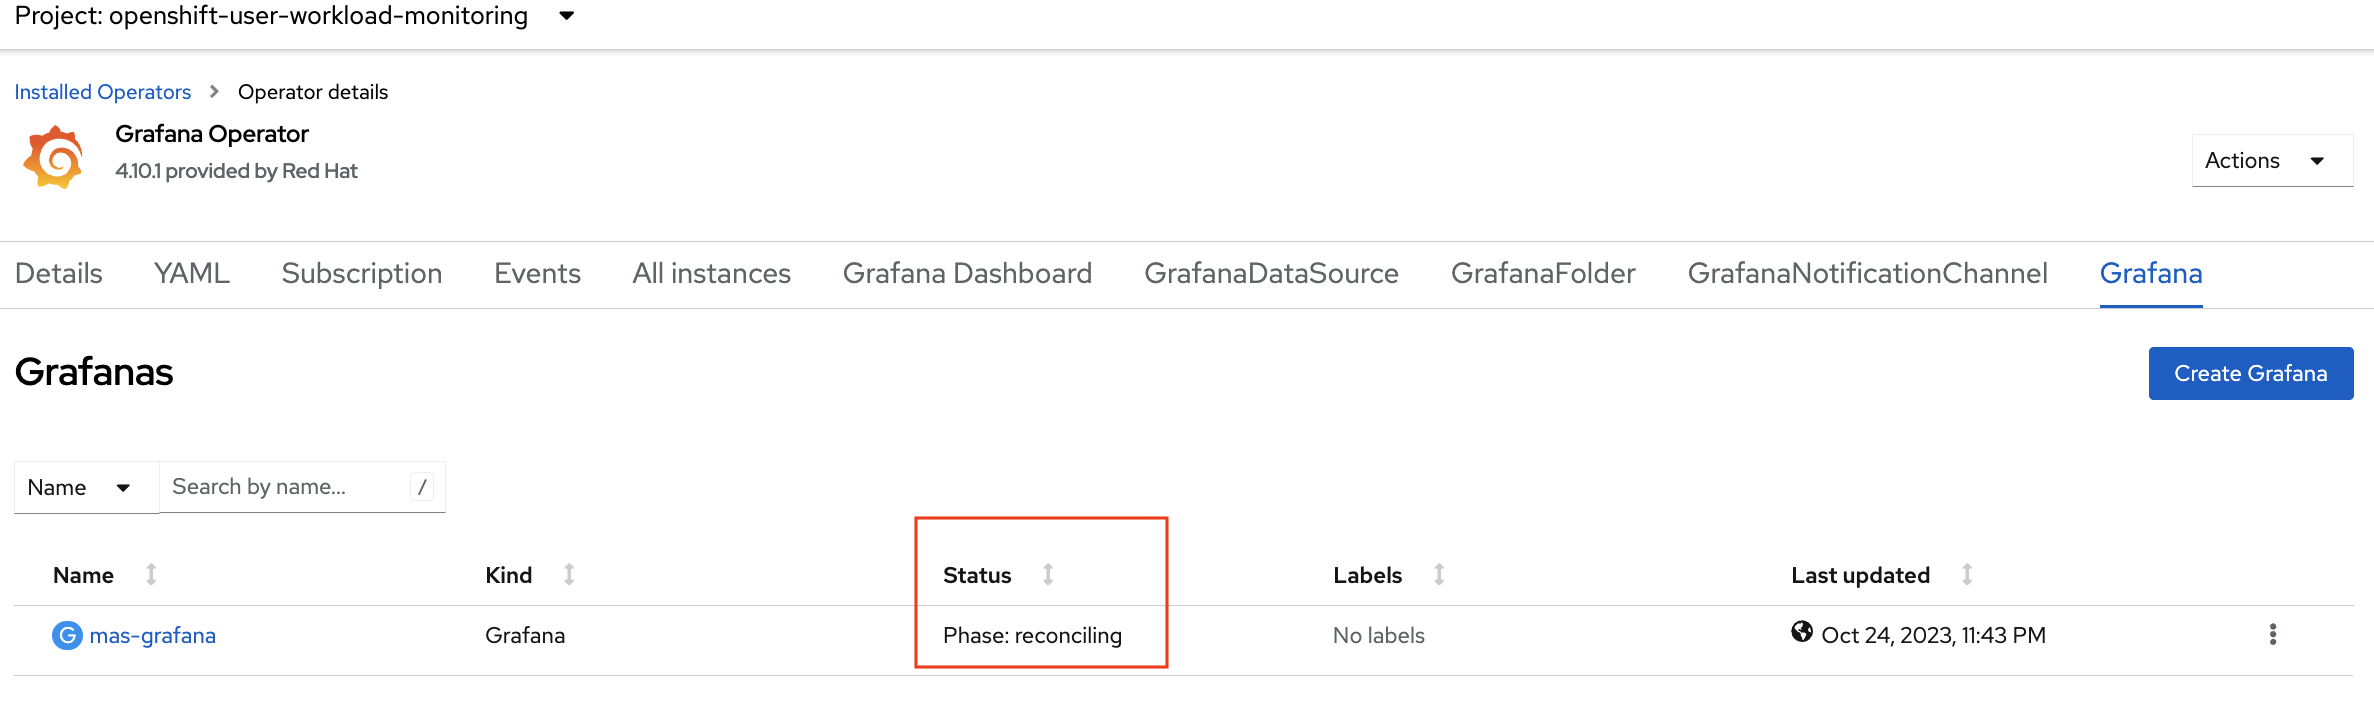 Project: openshift-user-workload-monitoring
Installed Operators > Operator details
Grafana Operator
4.10.1 provided by Red Hat
Actions
Details YAML Subscription Events All instances Grafana Dashboard GrafanaDataSource GrafanaFolder GrafanaNotificationChannel Grafana
Grafanas
Create Grafana
Name Search by name... /
Name Kind Status Labels Last updated
G mas-grafana Grafana Phase: reconciling No labels Oct 24, 2023, 11:43 PM